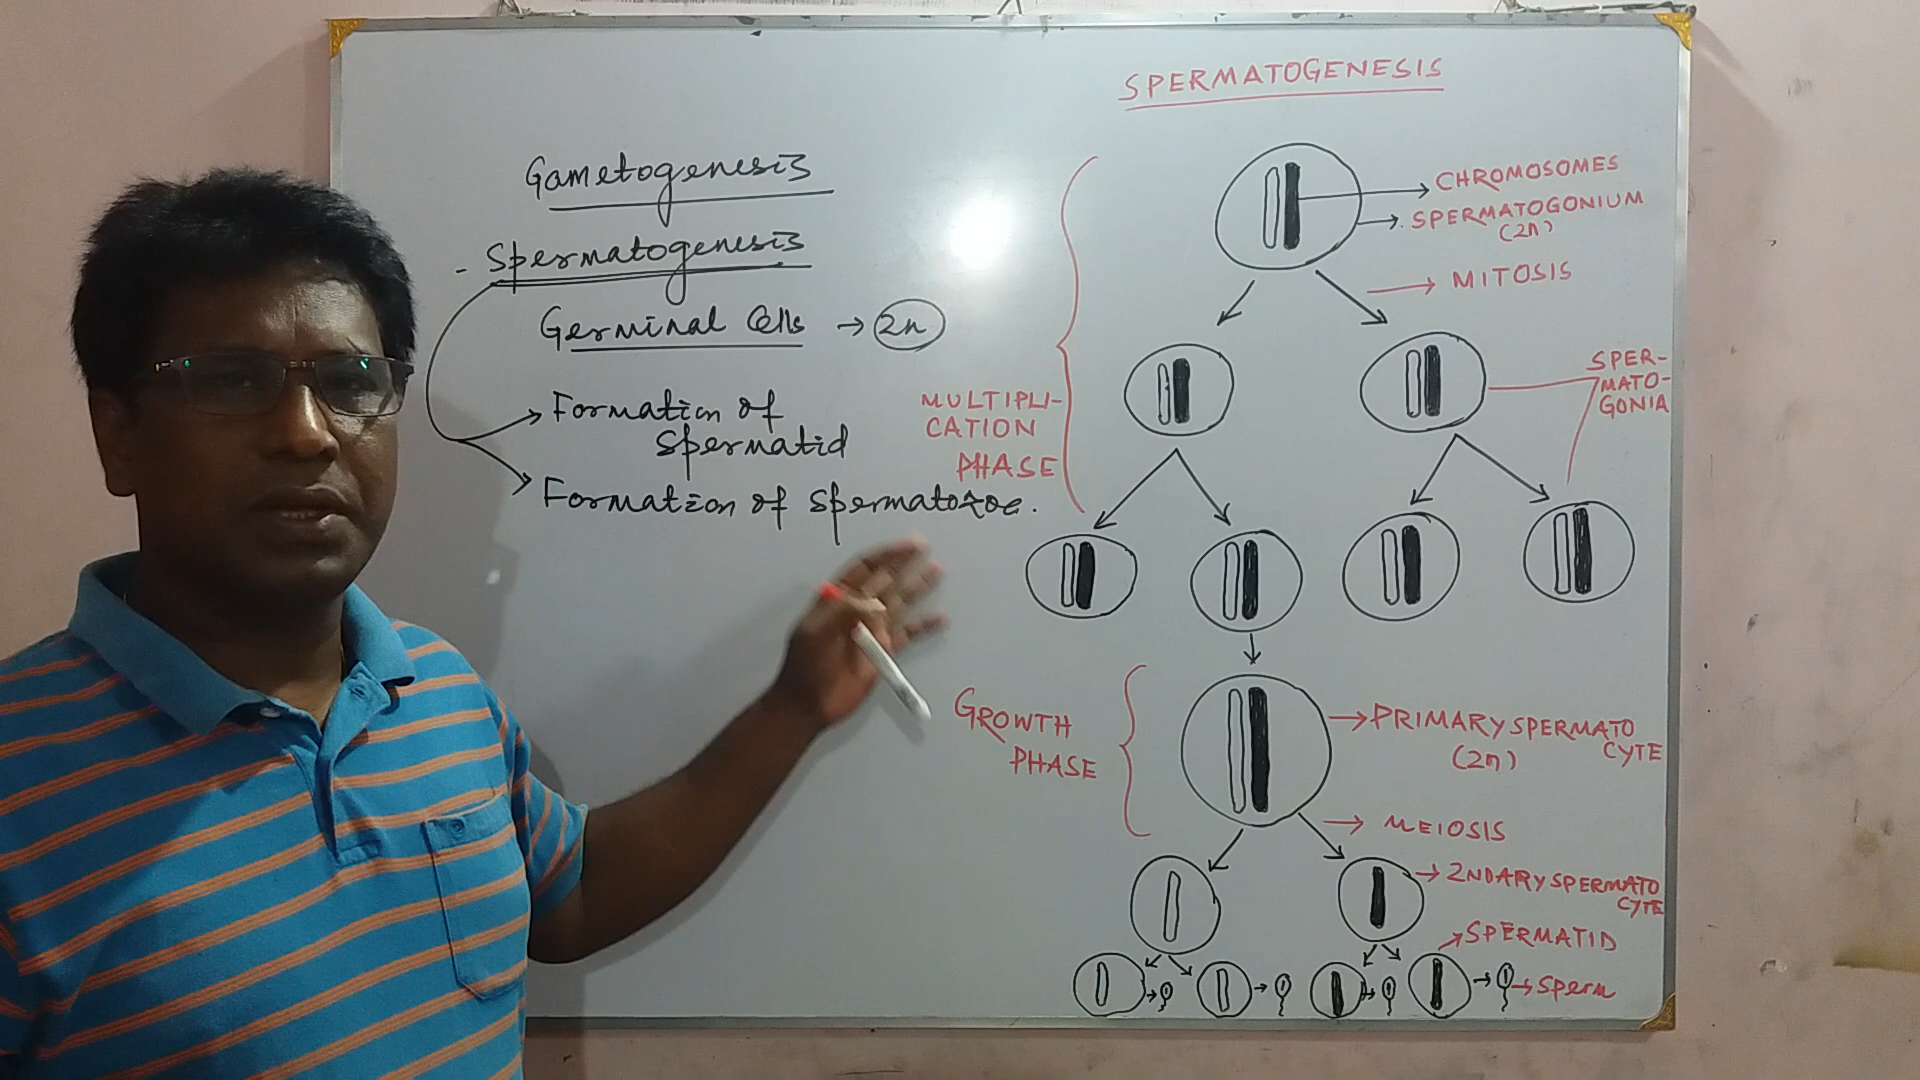 Gametogenesis
- Spermatogenesis
Germinal Cells → 2n
→ Formation of
Spermatid
→ Formation of Spermatozoe.
SPERMATOGENESIS
→ CHROMOSOMES
→ SPERMATOGONIUM
(2n)
→ MITOSIS
SPER-
MATO-
GONIA
MULTIPLI-
CATION
PHASE
GROWTH
PHASE
→ PRIMARY SPERMATO
CYTE
(2n)
→ MEIOSIS
→ 2NDARY SPERMATO
CYTE
→ SPERMATID
→ Sperm